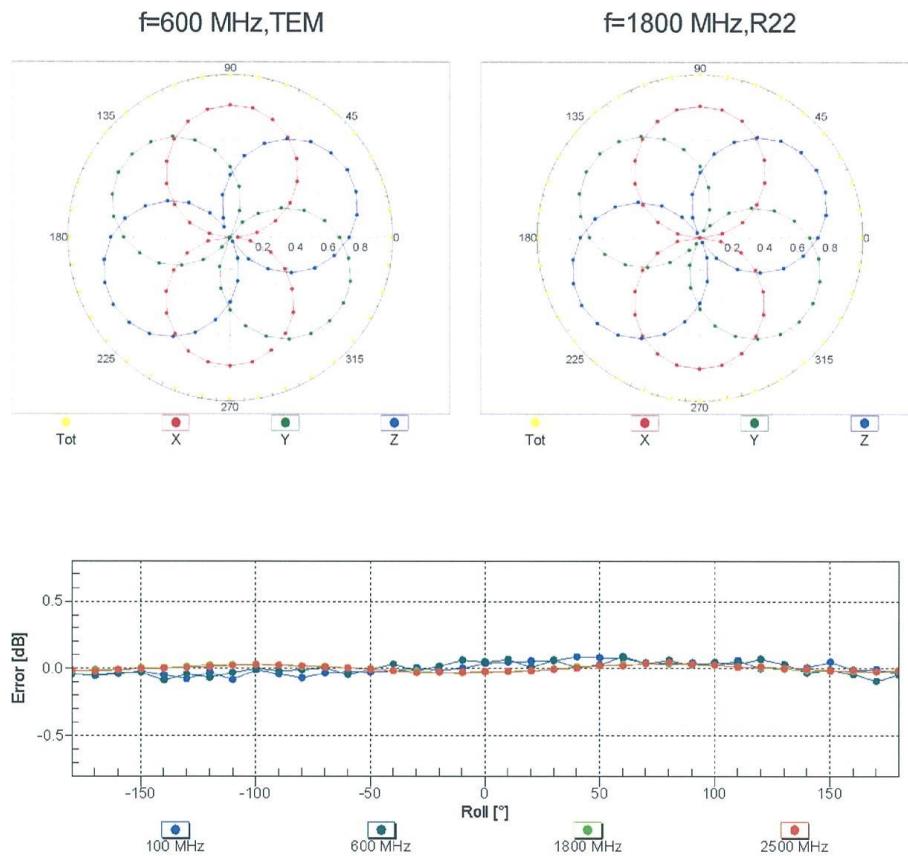 f=600 MHz,TEM
f=1800 MHz,R22
90
135
45
180
0.2 0.4 0.6 0.8
0
225
315
270
Tot X Y Z
90
135
45
180
0.2 0.4 0.6 0.8
0
225
315
270
Tot X Y Z
Error [dB]
0.5
0.0
-0.5
-150 -100 -50 0 50 100 150
Roll [°]
100 MHz 600 MHz 1800 MHz 2500 MHz